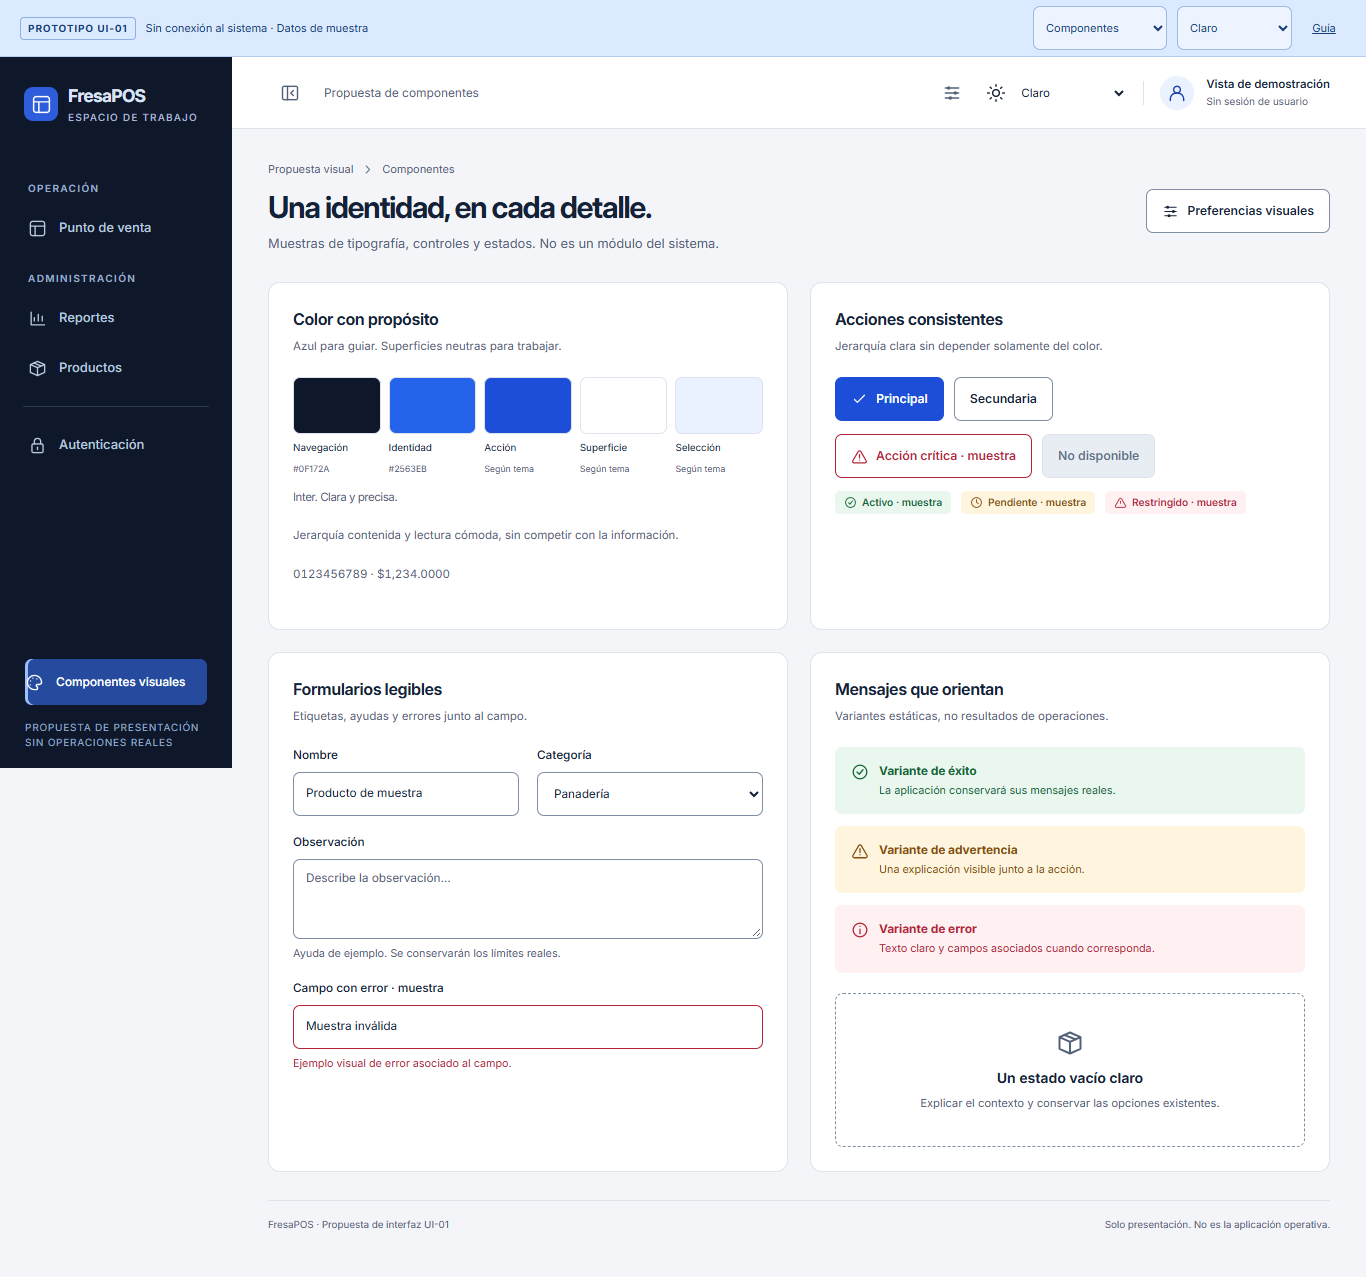 PROTOTIPO UI-01
Sin conexión al sistema · Datos de muestra
Componentes
Claro
Guía
FresaPOS
ESPACIO DE TRABAJO
OPERACIÓN
Punto de venta
ADMINISTRACIÓN
Reportes
Productos
Autenticación
Componentes visuales
PROPUESTA DE PRESENTACIÓN
SIN OPERACIONES REALES
Propuesta de componentes
Claro
Vista de demostración
Sin sesión de usuario
Propuesta visual
Componentes
Una identidad, en cada detalle.
Muestras de tipografía, controles y estados. No es un módulo del sistema.
Preferencias visuales
Color con propósito
Azul para guiar. Superficies neutras para trabajar.
Navegación
Identidad
Acción
Superficie
Selección
#0F172A
#2563EB
Según tema
Según tema
Según tema
Inter. Clara y precisa.
Jerarquía contenida y lectura cómoda, sin competir con la información.
0123456789 · $1,234.0000
Acciones consistentes
Jerarquía clara sin depender solamente del color.
Principal
Secundaria
Acción crítica · muestra
No disponible
Activo · muestra
Pendiente · muestra
Restringido · muestra
Formularios legibles
Etiquetas, ayudas y errores junto al campo.
Nombre
Categoría
Producto de muestra
Panadería
Observación
Describe la observación...
Ayuda de ejemplo. Se conservarán los límites reales.
Campo con error · muestra
Muestra inválida
Ejemplo visual de error asociado al campo.
Mensajes que orientan
Variantes estáticas, no resultados de operaciones.
Variante de éxito
La aplicación conservará sus mensajes reales.
Variante de advertencia
Una explicación visible junto a la acción.
Variante de error
Texto claro y campos asociados cuando corresponda.
Un estado vacío claro
Explicar el contexto y conservar las opciones existentes.
FresaPOS · Propuesta de interfaz UI-01
Solo presentación. No es la aplicación operativa.